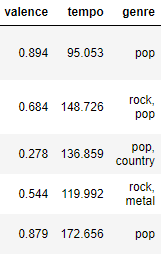 valence tempo genre
0.894 95.053 pop
0.684 148.726 rock,
pop
0.278 136.859 pop,
country
0.544 119.992 rock,
metal
0.879 172.656 pop